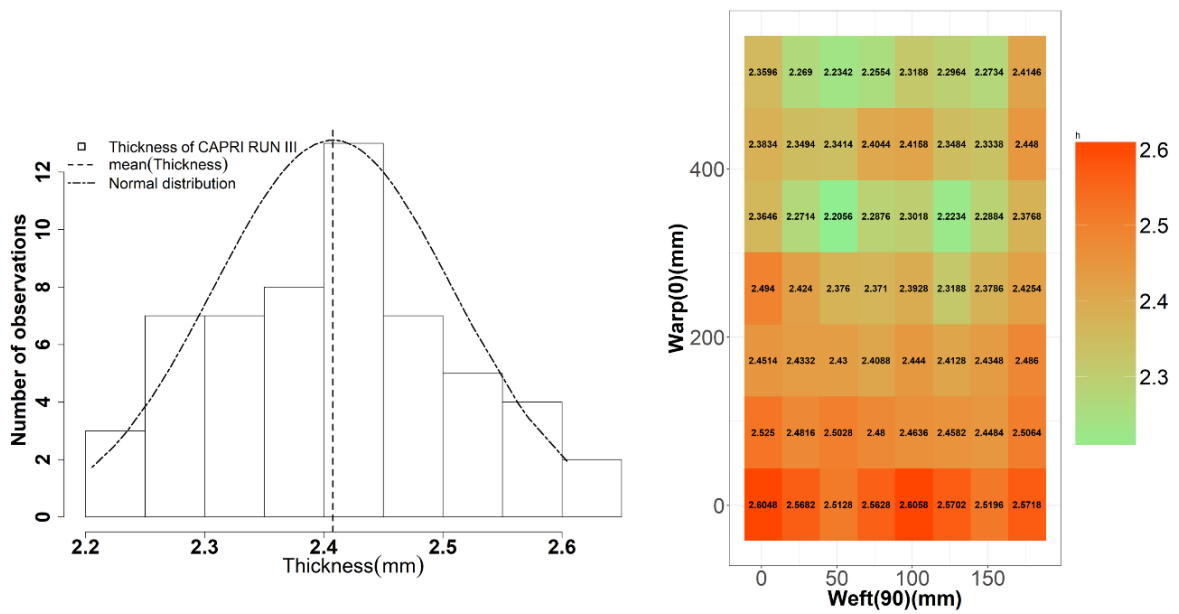 Thickness of CAPRI RUN III
mean(Thickness)
Normal distribution
Number of observations
12
10
8
6
4
2
0
2.2 2.3 2.4 2.5 2.6
Thickness(mm)
Warp(0)(mm)
400
200
0
2.3596 2.269 2.2342 2.2554 2.3188 2.2964 2.2734 2.4146
2.3834 2.3494 2.3414 2.4044 2.4158 2.3484 2.3338 2.448
2.3646 2.2714 2.2056 2.2876 2.3018 2.2234 2.2884 2.3768
2.494 2.424 2.376 2.371 2.3928 2.3188 2.3786 2.4254
2.4514 2.4332 2.43 2.4088 2.444 2.4128 2.4348 2.486
2.525 2.4816 2.5028 2.48 2.4636 2.4582 2.4484 2.5064
2.6048 2.5682 2.5128 2.5628 2.6058 2.5702 2.5196 2.5718
0 50 100 150
Weft(90)(mm)
h
2.6
2.5
2.4
2.3